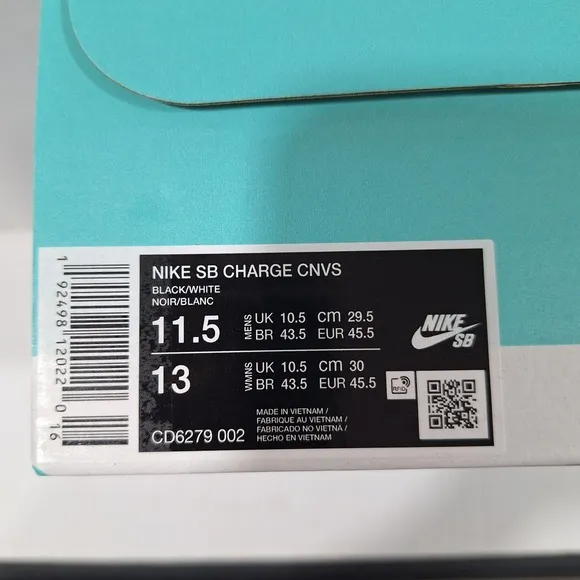 NIKE SB CHARGE CNVS
BLACK/WHITE
NOIR/BLANC
11.5 MENS UK 10.5 cm 29.5
BR 43.5 EUR 45.5
13 WMNS UK 10.5 cm 30
BR 43.5 EUR 45.5
CD6279 002
MADE IN VIETNAM /
FABRIQUE AU VIETNAM /
FABRICADO NO VIETNÃ /
HECHO EN VIETNAM
NIKE
SB
RFID
1 92498 12022 0 16